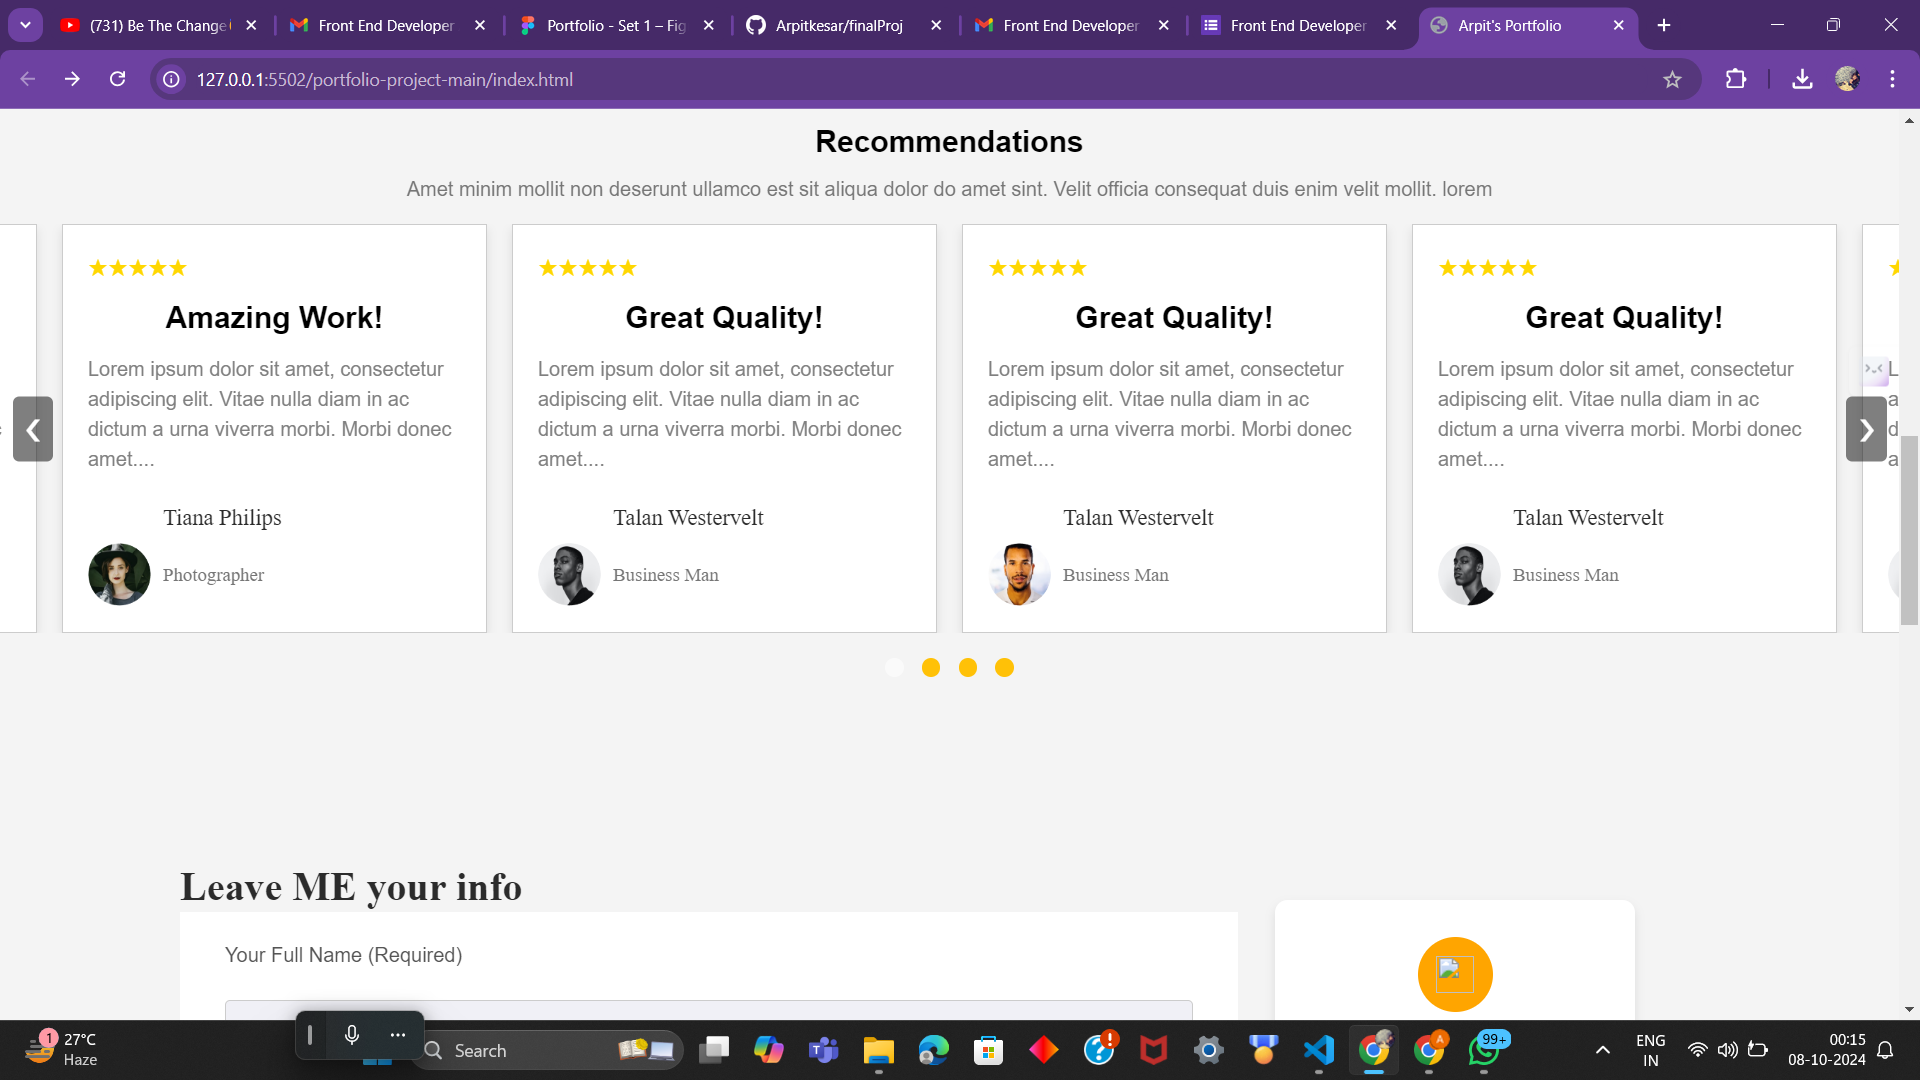 (731) Be The Change
Front End Developer
Portfolio - Set 1 – Fig
Arpitkesar/finalProj
Front End Developer
Front End Developer
Arpit's Portfolio
127.0.0.1:5502/portfolio-project-main/index.html
Recommendations
Amet minim mollit non deserunt ullamco est sit aliqua dolor do amet sint. Velit officia consequat duis enim velit mollit. lorem
★★★★★
Amazing Work!
Lorem ipsum dolor sit amet, consectetur
adipiscing elit. Vitae nulla diam in ac
dictum a urna viverra morbi. Morbi donec
amet....
Tiana Philips
Photographer
★★★★★
Great Quality!
Lorem ipsum dolor sit amet, consectetur
adipiscing elit. Vitae nulla diam in ac
dictum a urna viverra morbi. Morbi donec
amet....
Talan Westervelt
Business Man
★★★★★
Great Quality!
Lorem ipsum dolor sit amet, consectetur
adipiscing elit. Vitae nulla diam in ac
dictum a urna viverra morbi. Morbi donec
amet....
Talan Westervelt
Business Man
★★★★★
Great Quality!
Lorem ipsum dolor sit amet, consectetur
adipiscing elit. Vitae nulla diam in ac
dictum a urna viverra morbi. Morbi donec
amet....
Talan Westervelt
Business Man
Leave ME your info
Your Full Name (Required)
1
27°C
Haze
Search
A
99+
ENG
IN
00:15
08-10-2024